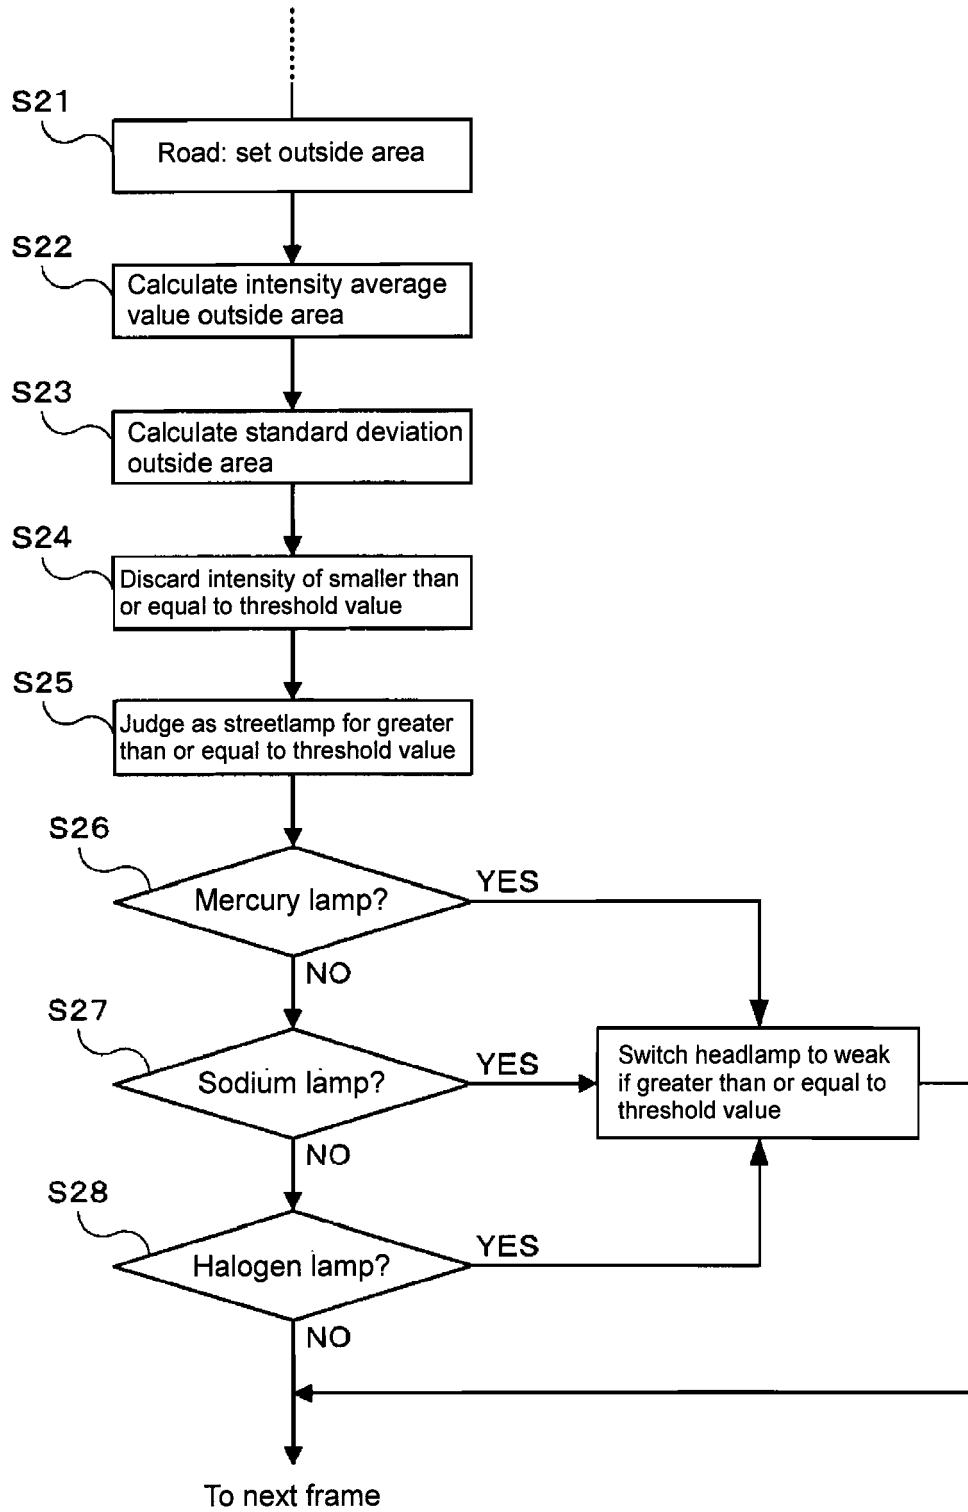 S21
Road: set outside area
S22
Calculate intensity average
value outside area
S23
Calculate standard deviation
outside area
S24
Discard intensity of smaller than
or equal to threshold value
S25
Judge as streetlamp for greater
than or equal to threshold value
S26
Mercury lamp?
YES
NO
S27
Sodium lamp?
YES
Switch headlamp to weak
if greater than or equal to
threshold value
NO
S28
Halogen lamp?
YES
NO
To next frame